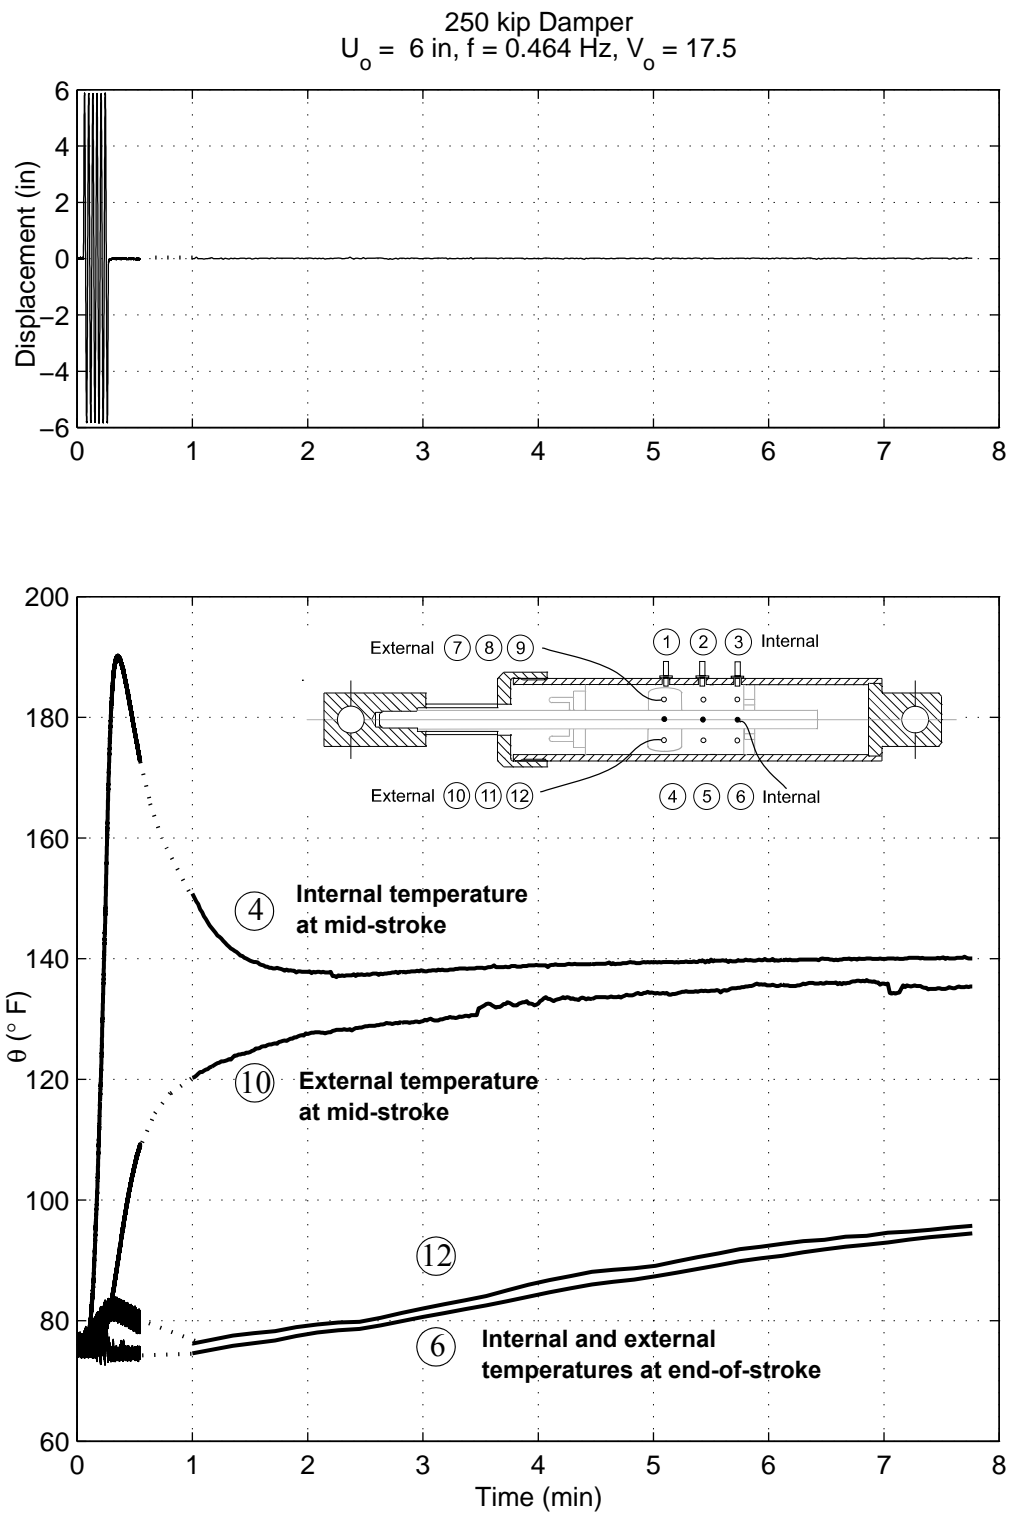 250 kip Damper
Uo = 6 in, f = 0.464 Hz, Vo = 17.5
6
4
2
0
−2
−4
−6
Displacement (in)
0 1 2 3 4 5 6 7 8
200
180
160
140
120
100
80
60
θ (° F)
External 7 8 9
1 2 3 Internal
External 10 11 12
4 5 6 Internal
4 Internal temperature
at mid-stroke
10 External temperature
at mid-stroke
12
6 Internal and external
temperatures at end-of-stroke
0 1 2 3 4 5 6 7 8
Time (min)